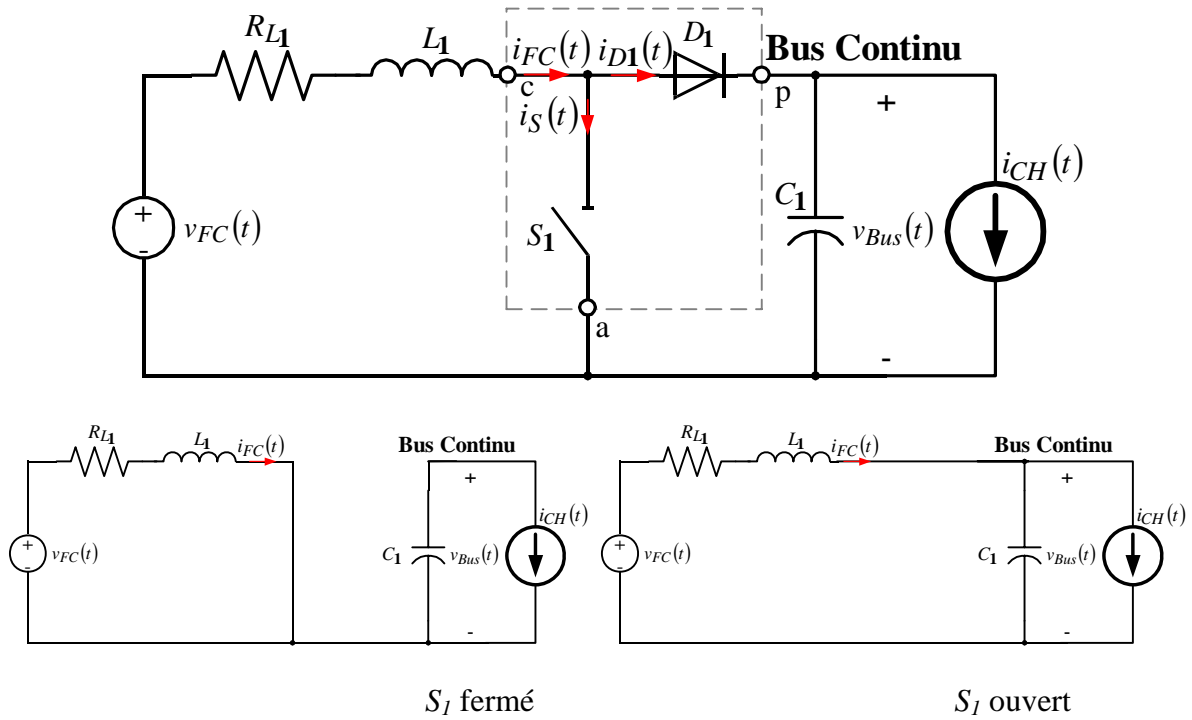 R_L1
L_1
i_FC(t)
i_D1(t)
D_1
Bus Continu
c
p
i_S(t)
+
i_CH(t)
+
-
v_FC(t)
S_1
C_1
v_Bus(t)
a
-
R_L1
L_1
i_FC(t)
Bus Continu
+
i_CH(t)
+
-
v_FC(t)
C_1
v_Bus(t)
-
S_1 fermé
R_L1
L_1
i_FC(t)
Bus Continu
+
i_CH(t)
+
-
v_FC(t)
C_1
v_Bus(t)
-
S_1 ouvert